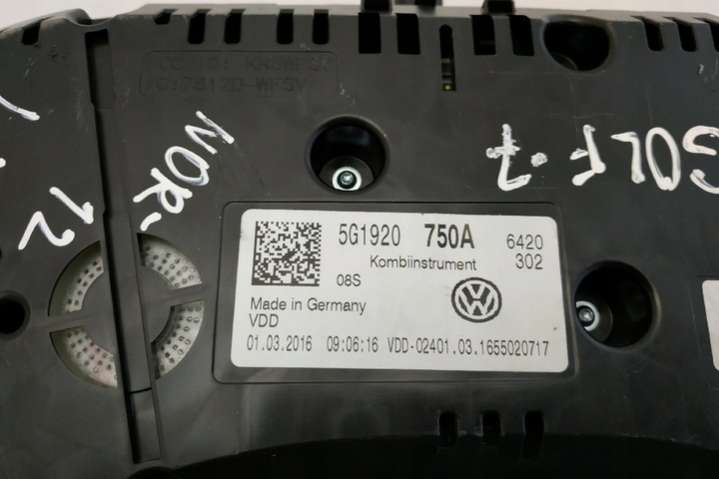 NOR-
12
GOLF-7
5G1920 750A
Kombiinstrument
6420
302
08S
Made in Germany
VDD
01.03.2016 09:06:16 VDD-02401.03.1655020717